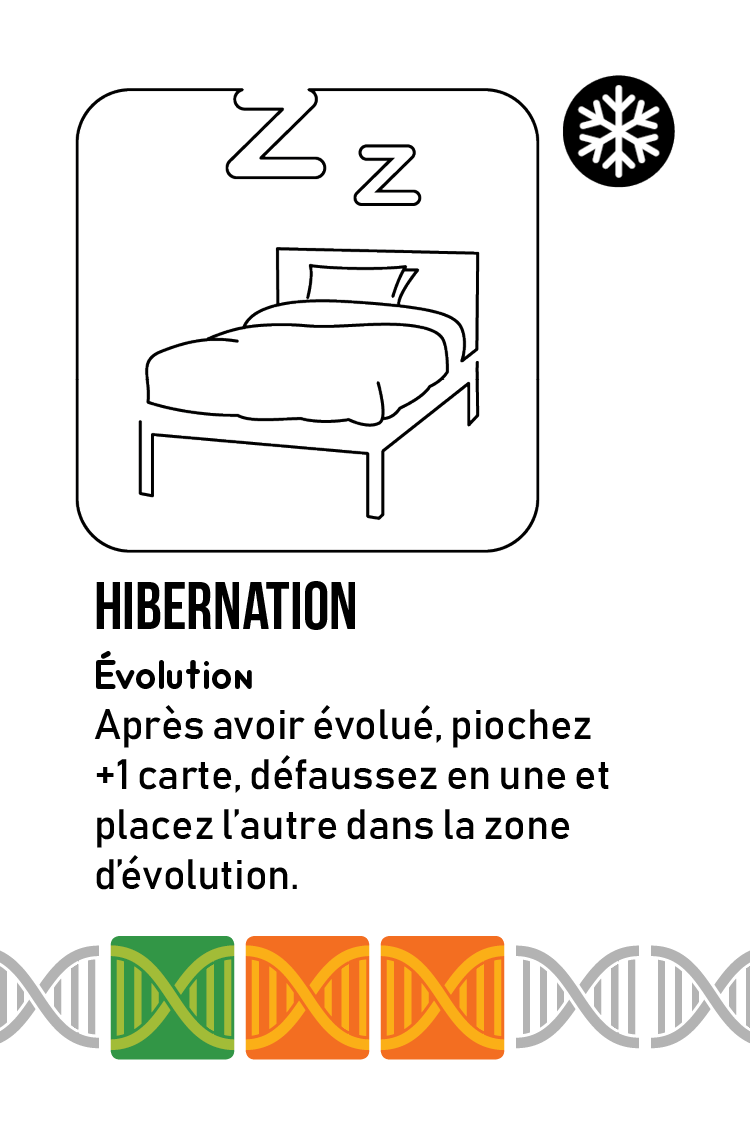 Z
z
HIBERNATION
Évolution
Après avoir évolué, piochez
+1 carte, défaussez en une et
placez l’autre dans la zone
d’évolution.